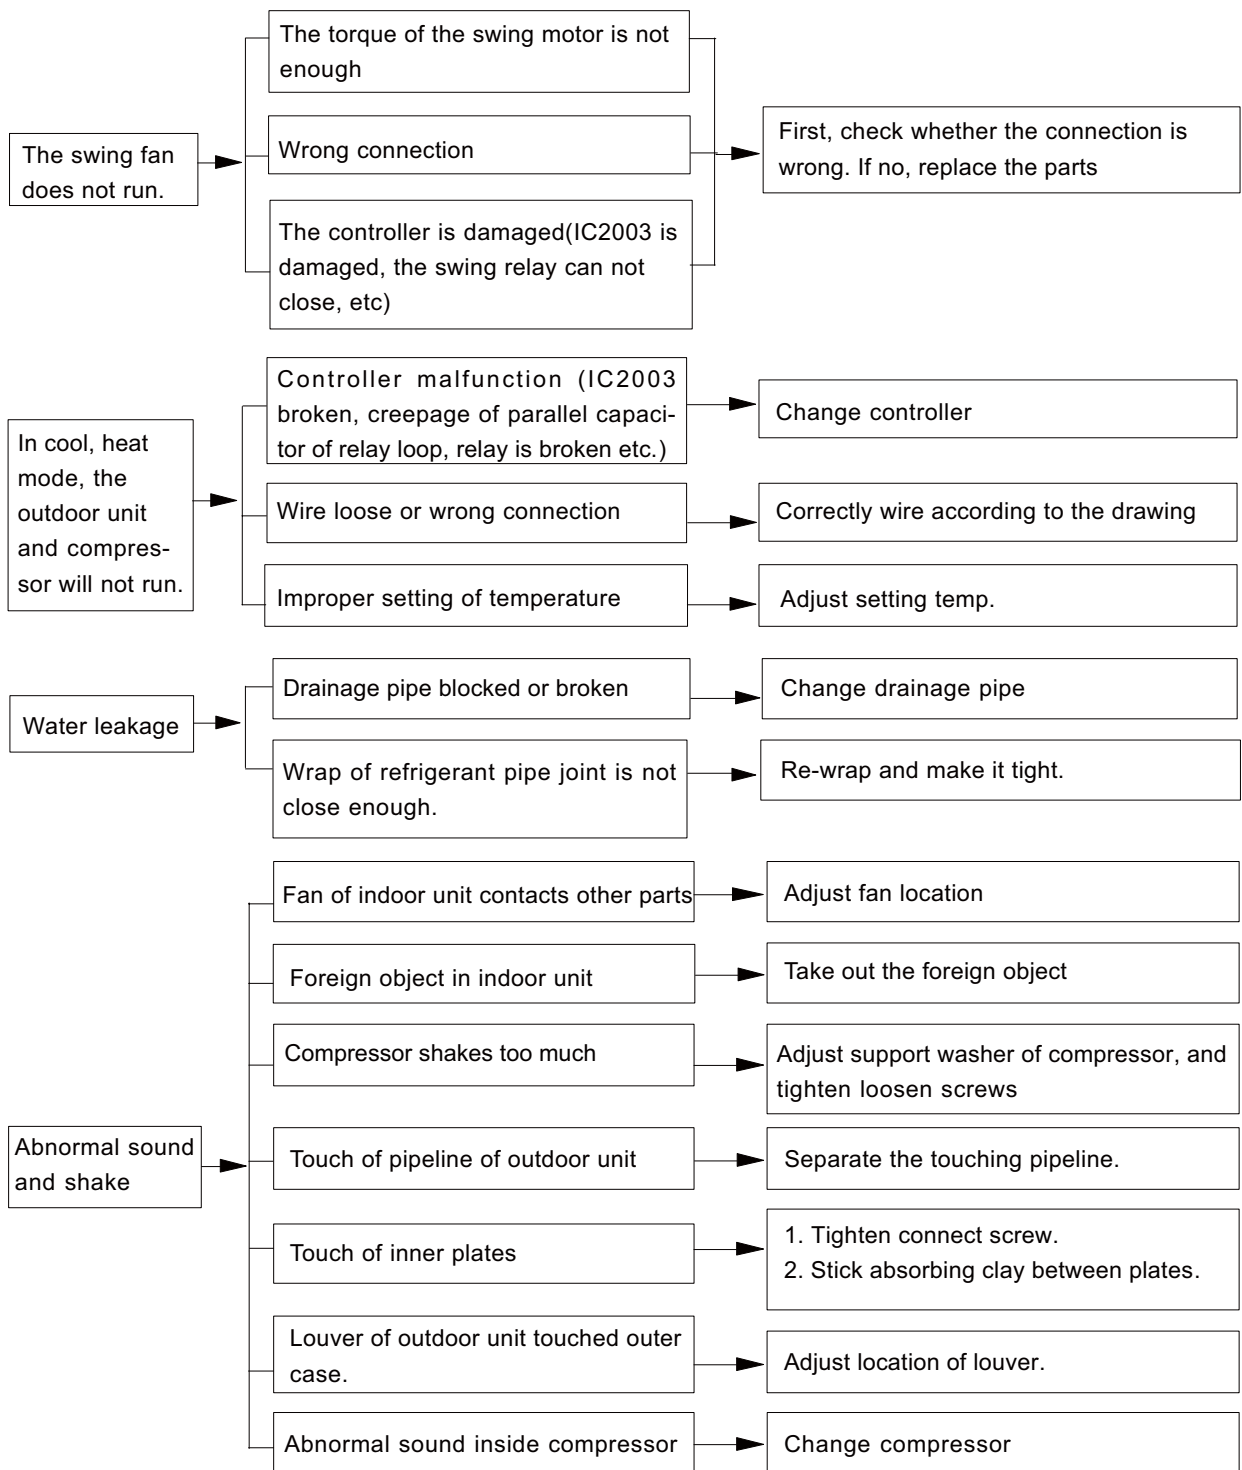 The swing fan
does not run.
The torque of the swing motor is not
enough
Wrong connection
The controller is damaged(IC2003 is
damaged, the swing relay can not
close, etc)
First, check whether the connection is
wrong. If no, replace the parts
In cool, heat
mode, the
outdoor unit
and compres-
sor will not run.
Controller malfunction (IC2003
broken, creepage of parallel capaci-
tor of relay loop, relay is broken etc.)
Change controller
Wire loose or wrong connection
Correctly wire according to the drawing
Improper setting of temperature
Adjust setting temp.
Water leakage
Drainage pipe blocked or broken
Change drainage pipe
Wrap of refrigerant pipe joint is not
close enough.
Re-wrap and make it tight.
Abnormal sound
and shake
Fan of indoor unit contacts other parts
Adjust fan location
Foreign object in indoor unit
Take out the foreign object
Compressor shakes too much
Adjust support washer of compressor, and
tighten loosen screws
Touch of pipeline of outdoor unit
Separate the touching pipeline.
Touch of inner plates
1. Tighten connect screw.
2. Stick absorbing clay between plates.
Louver of outdoor unit touched outer
case.
Adjust location of louver.
Abnormal sound inside compressor
Change compressor